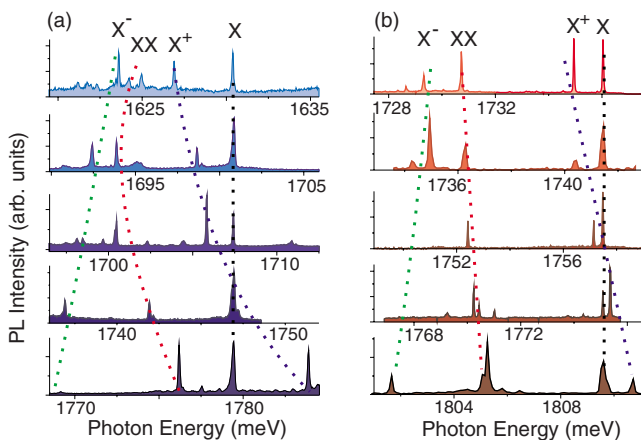 (a)
X⁻ XX X⁺ X
1625 1635
1695 1705
1700 1710
1740 1750
1770 1780
Photon Energy (meV)
PL Intensity (arb. units)
(b)
X⁻ XX X⁺ X
1728 1732
1736 1740
1752 1756
1768 1772
1804 1808
Photon Energy (meV)